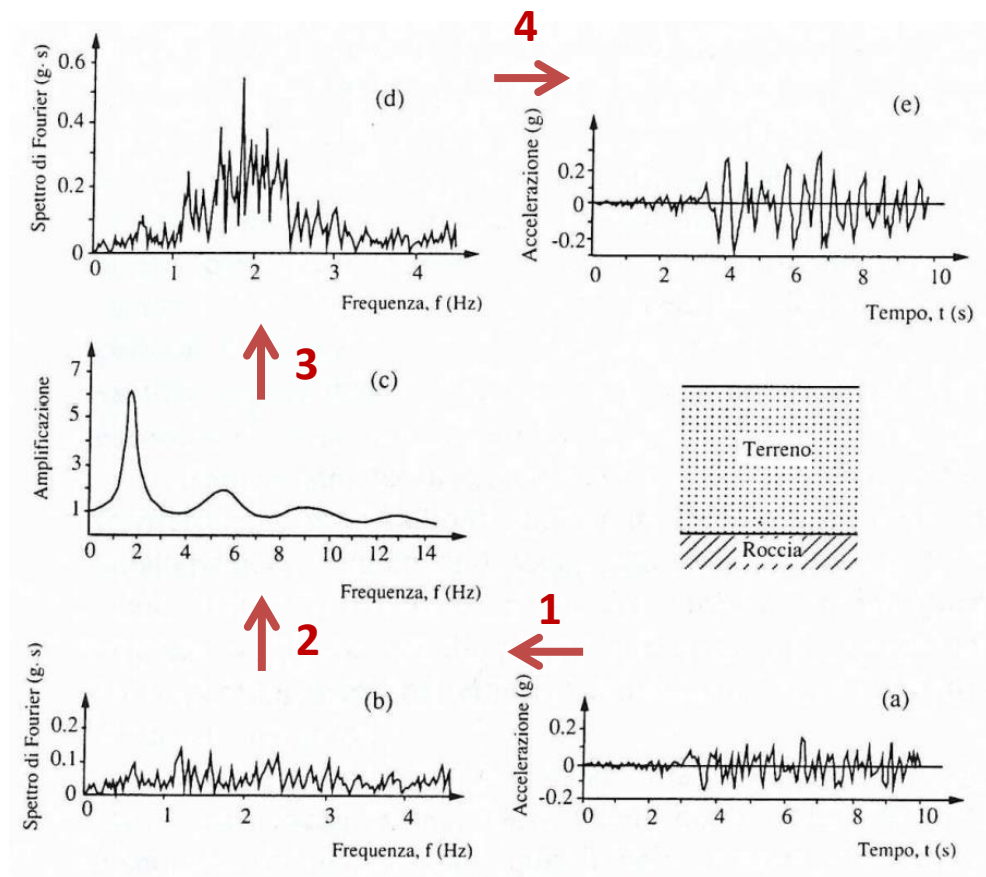 4
0.6
0.4
0.2
0
Spettro di Fourier (g· s)
(d)
0 1 2 3 4
Frequenza, f (Hz)
(e)
Accelerazione (g)
0.2
0
-0.2
0 2 4 6 8 10
Tempo, t (s)
3
7
5
3
1
Amplificazione
(c)
0 2 4 6 8 10 12 14
Frequenza, f (Hz)
Terreno
Roccia
2
1
Spettro di Fourier (g· s)
0.2
0.1
0
(b)
0 1 2 3 4
Frequenza, f (Hz)
Accelerazione (g)
0.2
0
-0.2
(a)
0 2 4 6 8 10
Tempo, t (s)